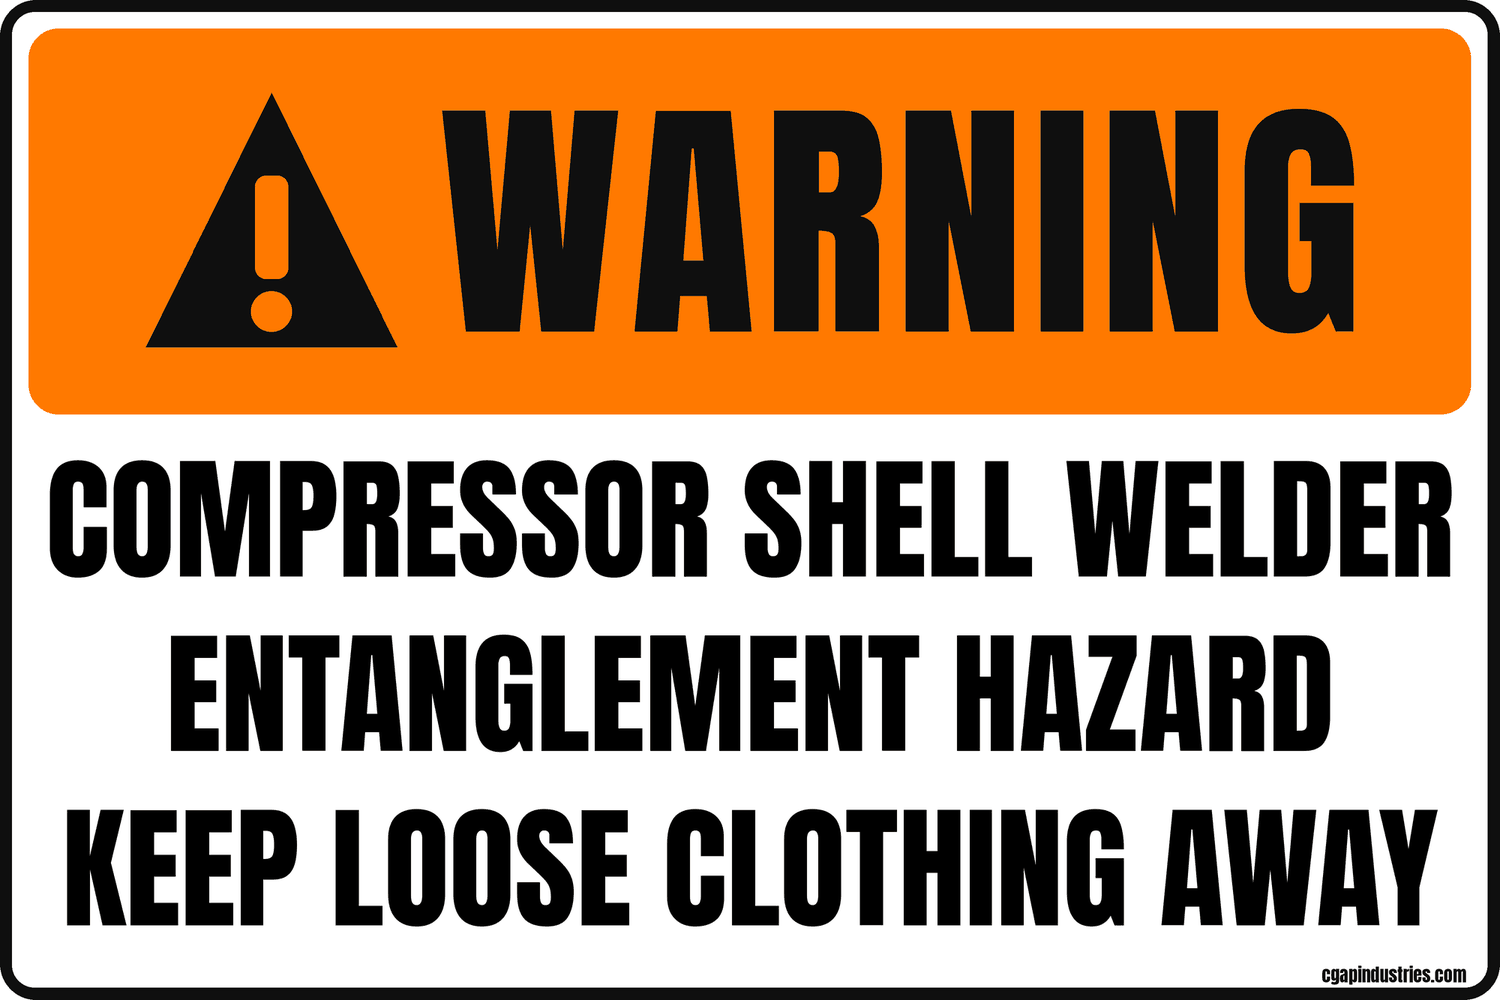 WARNING
COMPRESSOR SHELL WELDER
ENTANGLEMENT HAZARD
KEEP LOOSE CLOTHING AWAY
cgapindustries.com